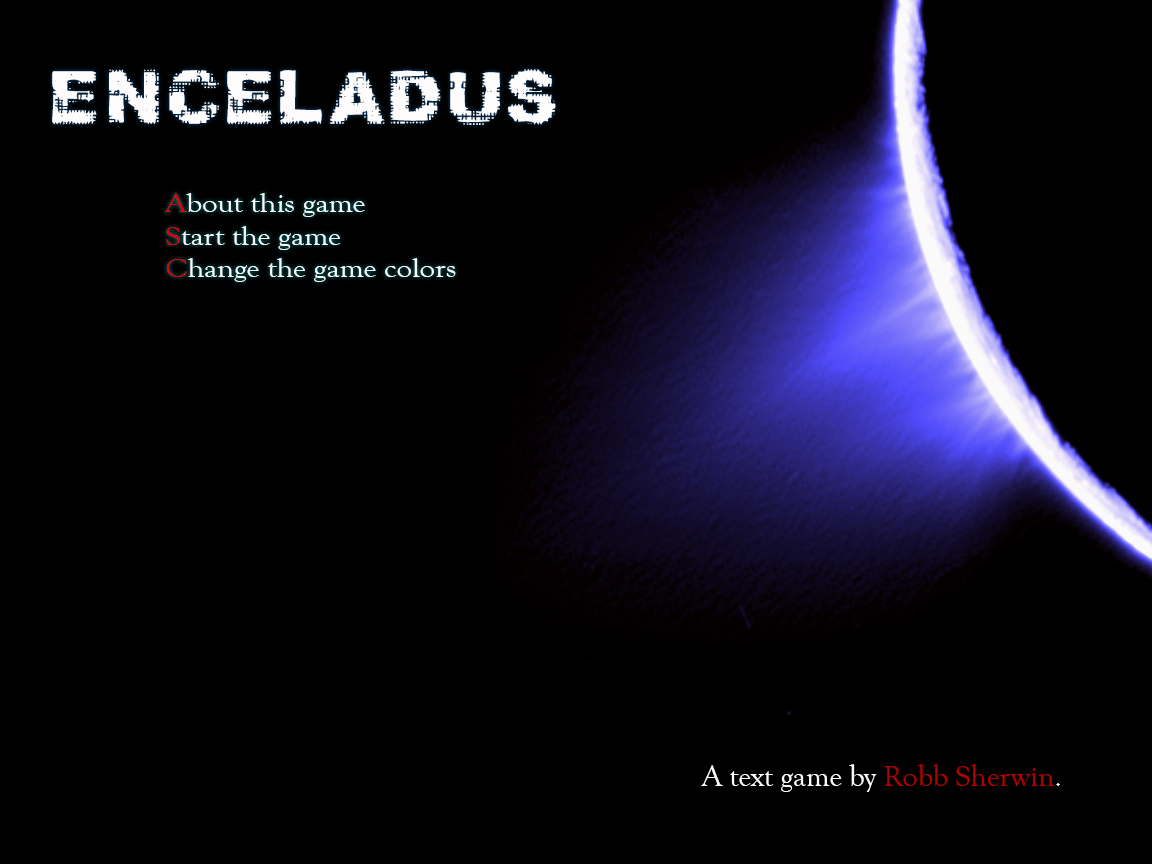 ENCELADUS
About this game
Start the game
Change the game colors
A text game by Robb Sherwin.